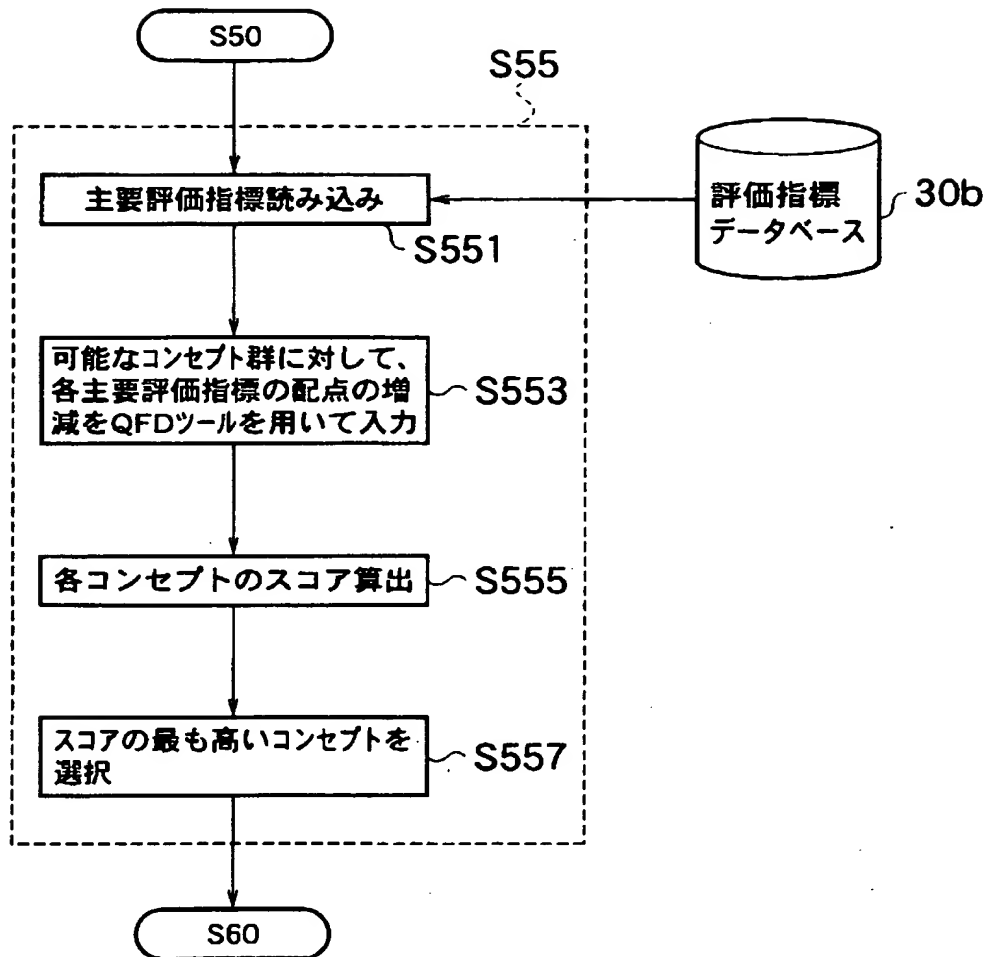 S50
S55
主要評価指標読み込み
S551
評価指標
データベース
30b
可能なコンセプト群に対して、
各主要評価指標の配点の増
減をQFDツールを用いて入力
S553
各コンセプトのスコア算出
S555
スコアの最も高いコンセプトを
選択
S557
S60